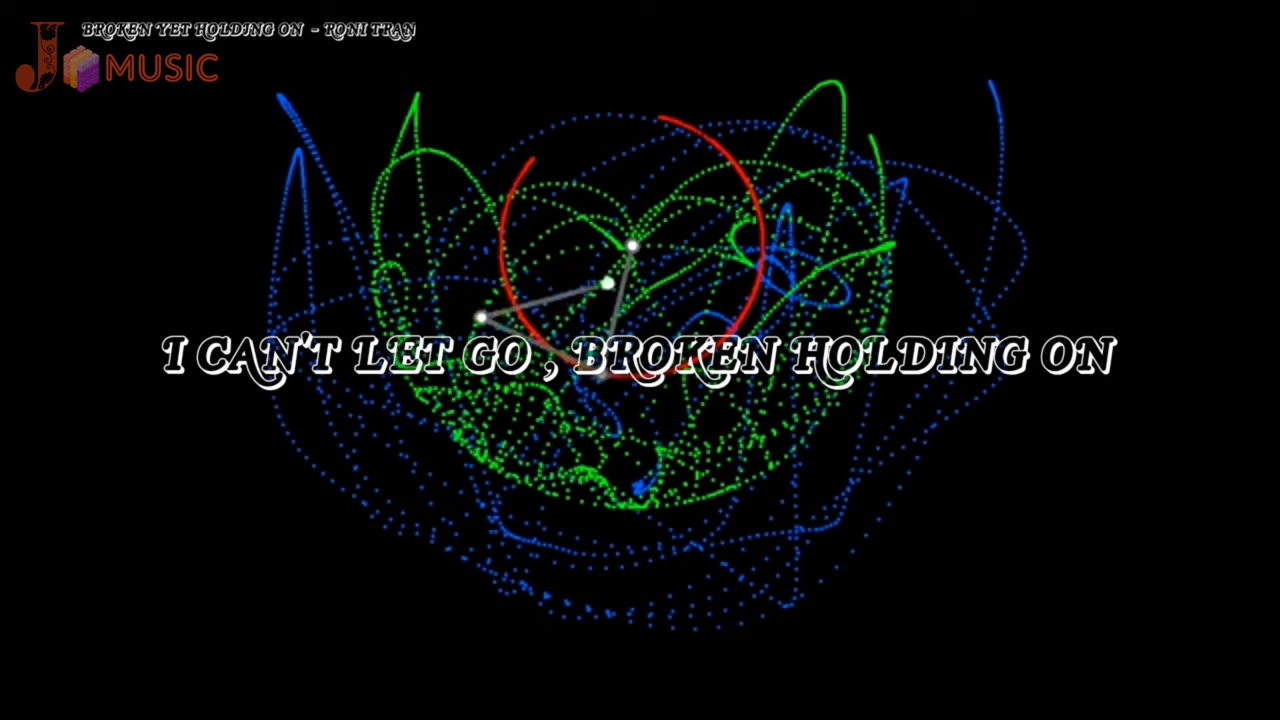 BROKEN YET HOLDING ON - RONI TRAN
J MUSIC
I CAN'T LET GO , BROKEN HOLDING ON